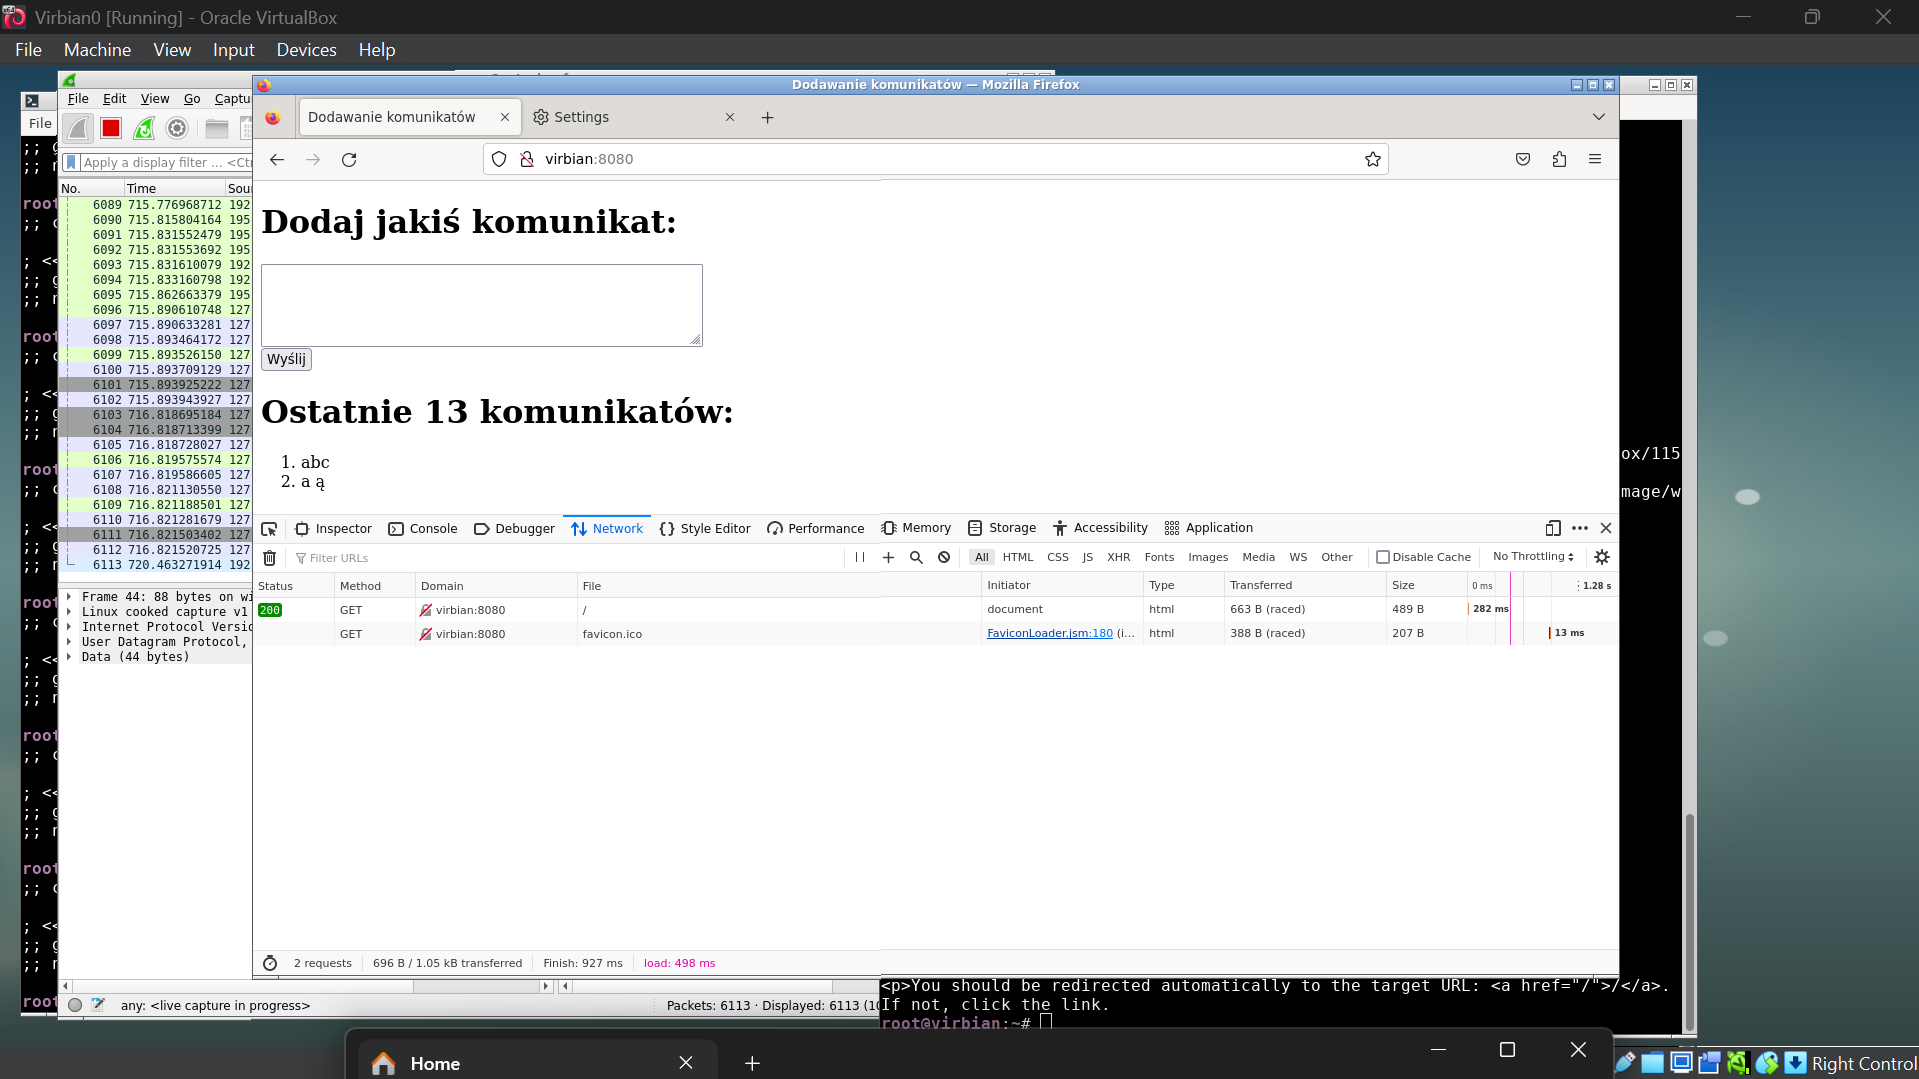 Virbian0 [Running] - Oracle VirtualBox
File Machine View Input Devices Help
Dodawanie komunikatów — Mozilla Firefox
File Edit View Go
File
Dodawanie komunikatów
Settings
Apply a display filter … 
virbian:8080
No. Time
6089 715.776968712 192
6090 715.815804164 195
6091 715.831552479 195
6092 715.831553692 195
6093 715.831610079 192
6094 715.833160798 192
6095 715.862663379 195
6096 715.890610748 127
6097 715.890633281 127
6098 715.893464172 127
6099 715.893526150 127
6100 715.893709129 127
6101 715.893925222 127
6102 715.893943927 127
6103 716.818695184 127
6104 716.818713399 127
6105 716.818728027 127
6106 716.819575574 127
6107 716.819586605 127
6108 716.821130550 127
6109 716.821188501 127
6110 716.821281679 127
6111 716.821503402 127
6112 716.821520725 127
6113 720.463271914 192
Frame 44: 88 bytes on wi
Linux cooked capture v1
Internet Protocol Versio
User Datagram Protocol,
Data (44 bytes)
Dodaj jakiś komunikat:
Wyślij
Ostatnie 13 komunikatów:
1. abc
2. a ą
ox/115
mage/w
Inspector Console Debugger Network Style Editor Performance Memory Storage Accessibility Application
Filter URLs
All HTML CSS JS XHR Fonts Images Media WS Other Disable Cache No Throttling
Status Method Domain File Initiator Type Transferred Size 0 ms 1.28 s
200 GET virbian:8080 / document html 663 B (raced) 489 B 282 ms
GET virbian:8080 favicon.ico FaviconLoader.jsm:180 (i… html 388 B (raced) 207 B 13 ms
2 requests 696 B / 1.05 kB transferred Finish: 927 ms load: 498 ms
any: <live capture in progress>
Packets: 6113 · Displayed: 6113 (10
<p>You should be redirected automatically to the target URL: <a href="/">/</a>.
If not, click the link.
root@virbian:~#
Home
Right Control